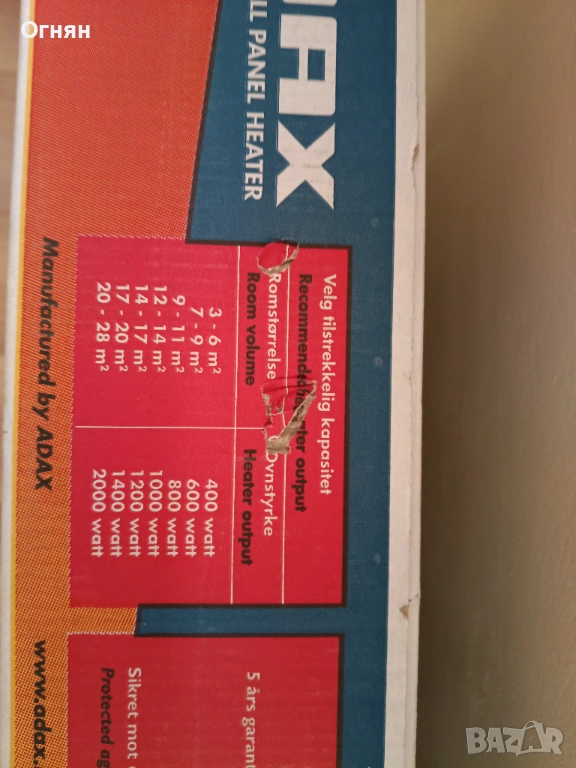 Огнян
AX
LL PANEL HEATER
Velg tilstrekkelig kapasitet
Recommended heater output
Romstørrelse Ovnstyrke
Room volume Heater output
3 - 6 m² 400 watt
7 - 9 m² 600 watt
9 - 11 m² 800 watt
12 - 14 m² 1000 watt
14 - 17 m² 1200 watt
17 - 20 m² 1400 watt
20 - 28 m² 2000 watt
Manufactured by ADAX
5 års garant
Sikret mot
Protected ag
www.adax.
BAZAR